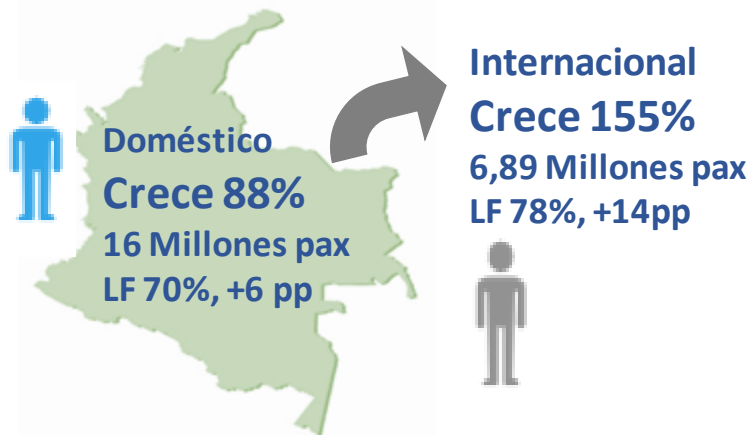 Doméstico
Crece 88%
16 Millones pax
LF 70%, +6 pp
Internacional
Crece 155%
6,89 Millones pax
LF 78%, +14pp